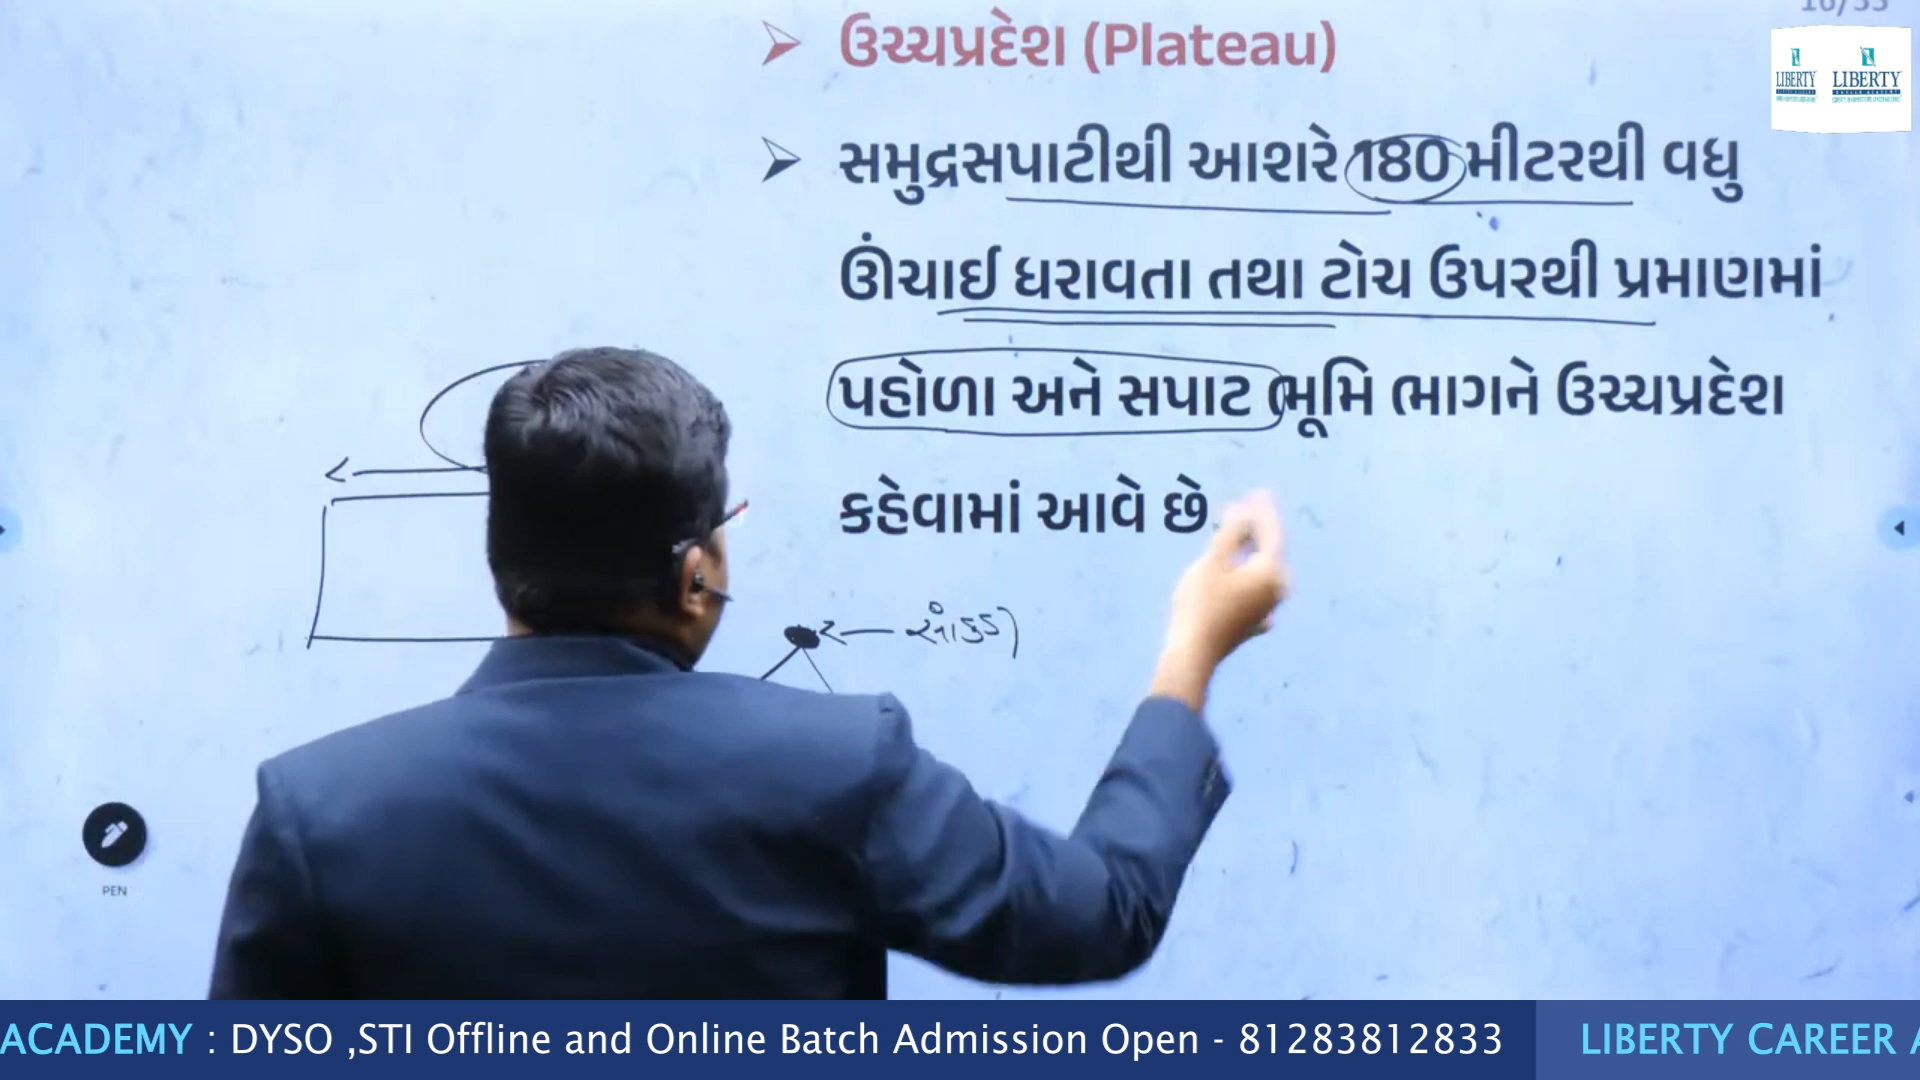 ઉચ્ચપ્રદેશ (Plateau)
સમુદ્રસપાટીથી આશરે 180 મીટરથી વધુ
ઊંચાઈ ધરાવતા તથા ટોચ ઉપરથી પ્રમાણમાં
પહોળા અને સપાટ ભૂમિ ભાગને ઉચ્ચપ્રદેશ
કહેવામાં આવે છે.
LIBERTY LIBERTY
સાંકડી
PEN
ACADEMY : DYSO ,STI Offline and Online Batch Admission Open - 81283812833 LIBERTY CAREER A